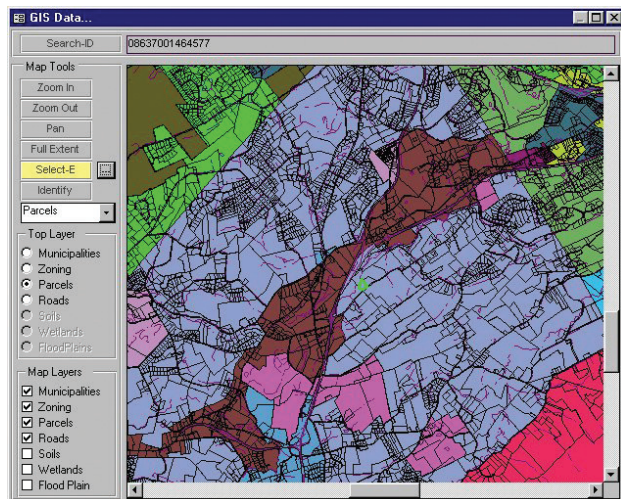 GIS Data...
Search-ID 08637001464577
Map Tools
Zoom In
Zoom Out
Pan
Full Extent
Select-E ...
Identify
Parcels
Top Layer
Municipalities
Zoning
Parcels
Roads
Soils
Wetlands
FloodPlains
Map Layers
Municipalities
Zoning
Parcels
Roads
Soils
Wetlands
Flood Plain